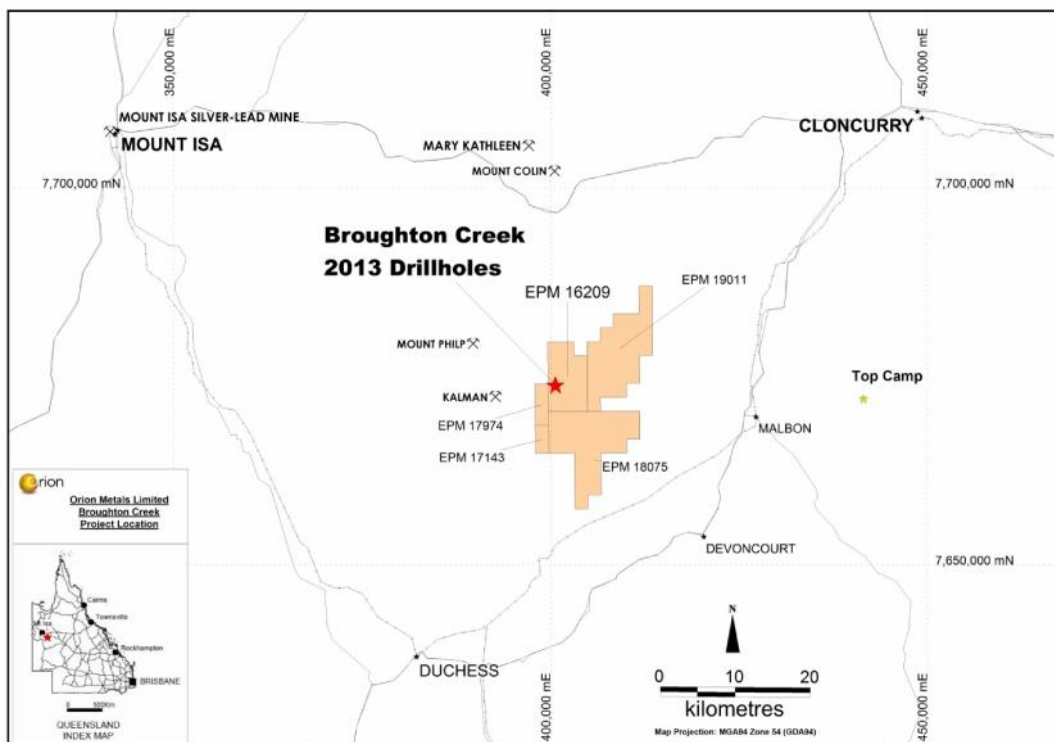 350,000 mE
400,000 mE
450,000 mE
MOUNT ISA SILVER-LEAD MINE
MOUNT ISA
MARY KATHLEEN
MOUNT COLIN
CLONCURRY
7,700,000 mN
7,700,000 mN
Broughton Creek
2013 Drillholes
EPM 16209
EPM 19011
MOUNT PHILP
KALMAN
EPM 17974
EPM 17143
EPM 18075
Top Camp
MALBON
DEVONCOURT
7,650,000 mN
DUCHESS
Orion
Orion Metals Limited
Broughton Creek
Project Location
Cairns
Townsville
Mt Isa
Rockhampton
BRISBANE
0 500Km
QUEENSLAND
INDEX MAP
N
0 10 20
kilometres
Map Projection: MGA94 Zone 54 (GDA94)
400,000 mE
450,000 mE